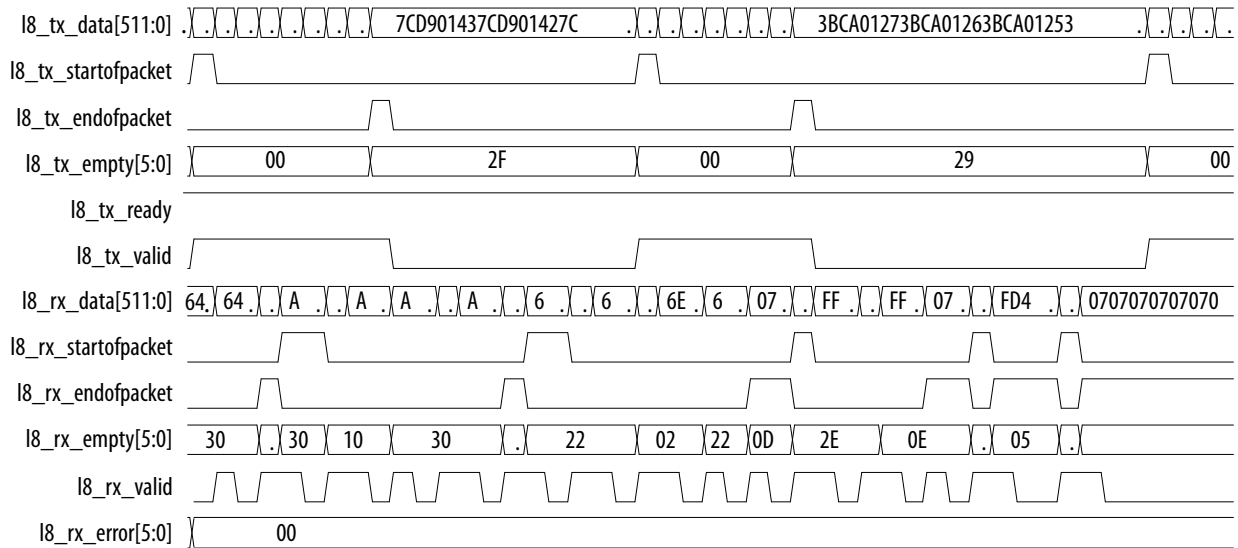 l8_tx_data[511:0] . . . . . . . . . 7CD901437CD901427C . . . . . . . . 3BCA01273BCA01263BCA01253 . . . . .
l8_tx_startofpacket
l8_tx_endofpacket
l8_tx_empty[5:0] 00 2F 00 29 00
l8_tx_ready
l8_tx_valid
l8_rx_data[511:0] 64. 64 . . A . . A . A . . A . . 6 . . 6 . . 6E . 6 . 07 . . FF . . FF . 07 . . FD4 . . 0707070707070
l8_rx_startofpacket
l8_rx_endofpacket
l8_rx_empty[5:0] 30 . 30 10 30 . 22 02 22 0D 2E 0E . 05 .
l8_rx_valid
l8_rx_error[5:0] 00